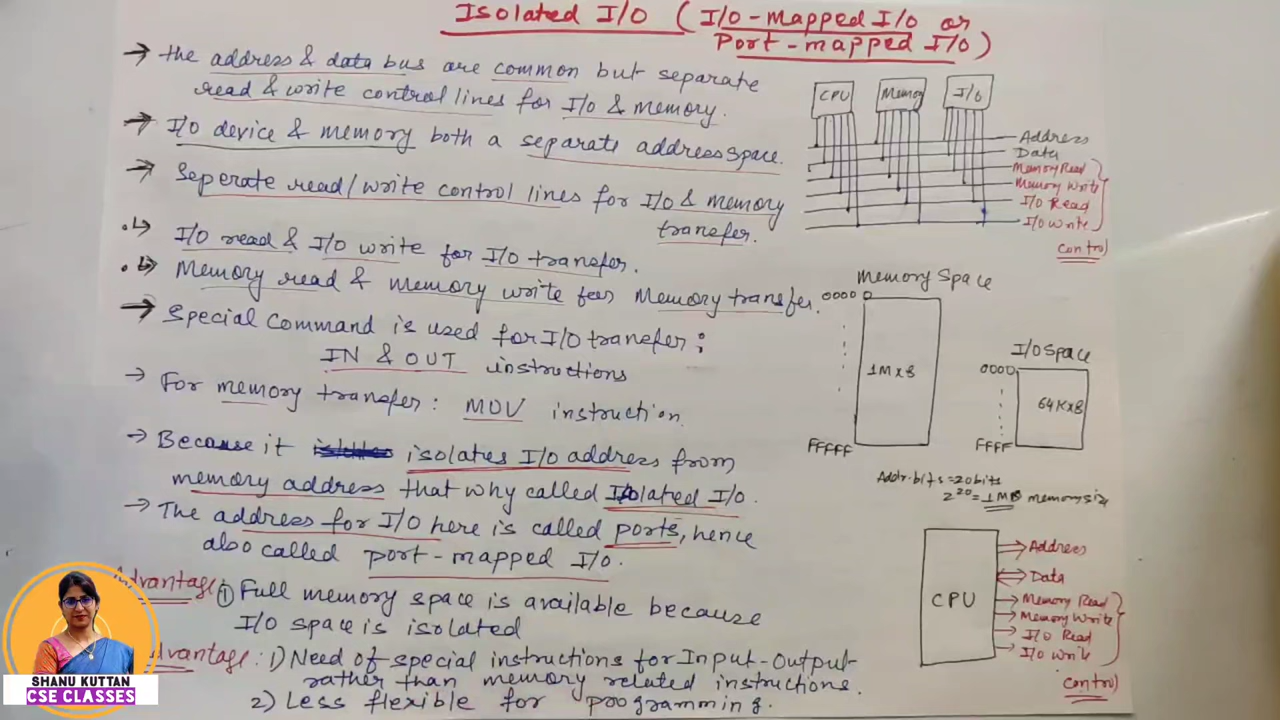 Isolated I/O (I/O-Mapped I/O or
Port-mapped I/O)
→ the address & data bus are common but separate
read & write control lines for I/O & memory.
→ I/O device & memory both a separate address space.
→ Seperate read/write control lines for I/O & memory
transfer.
I/O read & I/O write for I/O transfer.
Memory read & memory write for Memory transfer.
→ Special Command is used for I/O transfer:
IN & OUT instructions
→ For memory transfer: MOV instruction.
→ Because it isolates I/O address from
memory address that why called Isolated I/O.
→ The address for I/O here is called ports, hence
also called port-mapped I/O.
Advantage: ① Full memory space is available because
I/O space is isolated
advantage: 1) Need of special instructions for Input-Output
rather than memory related instructions.
2) Less flexible for programming.
CPU Memory I/O
Address
Data
Memory Read
Memory Write
I/O Read
I/O Write
control
Memory Space
00000
1M x 8
FFFFF
I/O Space
0000
64K x 8
FFFF
Addr.bits = 20 bits
2^20 = 1MB memory size
CPU
Address
Data
Memory Read
Memory Write
I/O Read
I/O Write
control
SHANU KUTTAN
CSE CLASSES